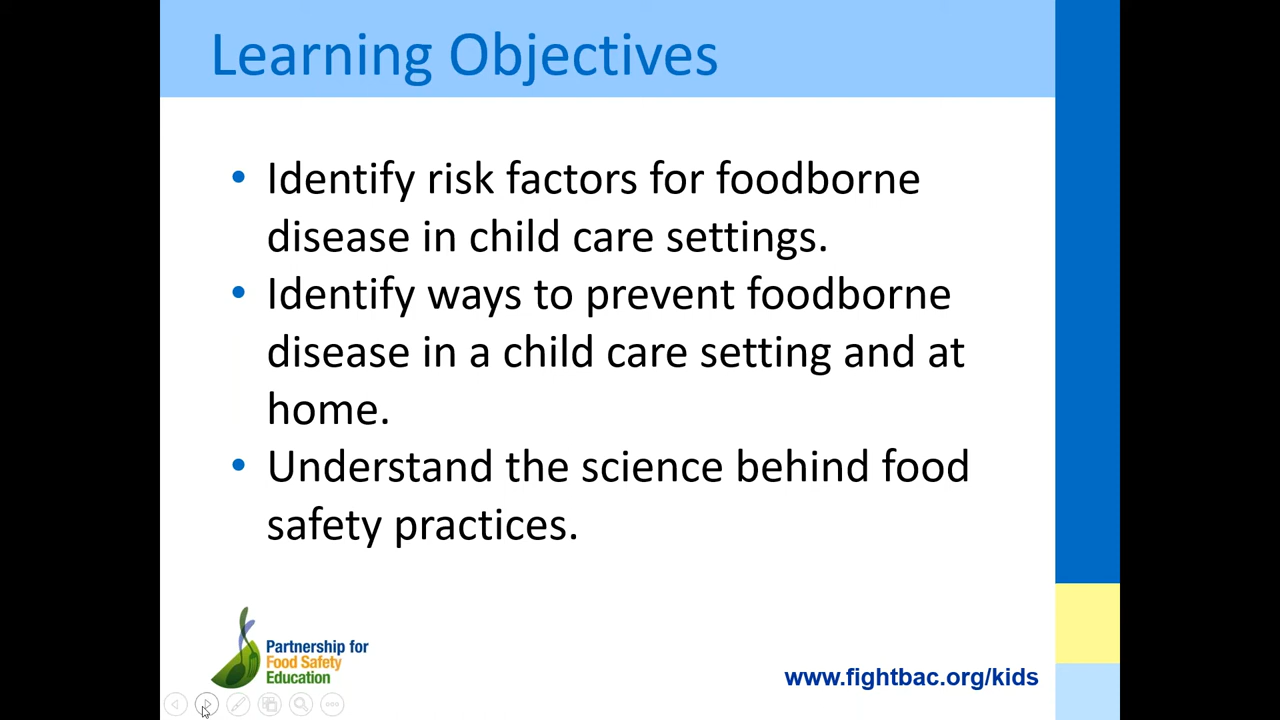 Learning Objectives
• Identify risk factors for foodborne
disease in child care settings.
• Identify ways to prevent foodborne
disease in a child care setting and at
home.
• Understand the science behind food
safety practices.
Partnership for
Food Safety
Education
www.fightbac.org/kids